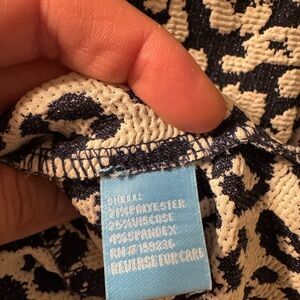 SHELL:
71%POLYESTER
25%VISCOSE
4%SPANDEX
RN#159236
REVERSE FOR CARE